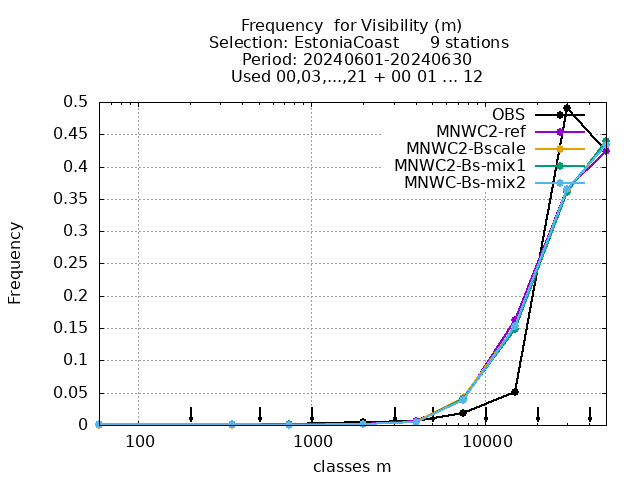 Frequency  for Visibility (m)
Selection: EstoniaCoast      9 stations
Period: 20240601-20240630
Used 00,03,...,21 + 00 01 ... 12
OBS
MNWC2-ref
MNWC2-Bscale
MNWC2-Bs-mix1
MNWC-Bs-mix2
Frequency
0.5
0.45
0.4
0.35
0.3
0.25
0.2
0.15
0.1
0.05
0
100 1000 10000
classes m